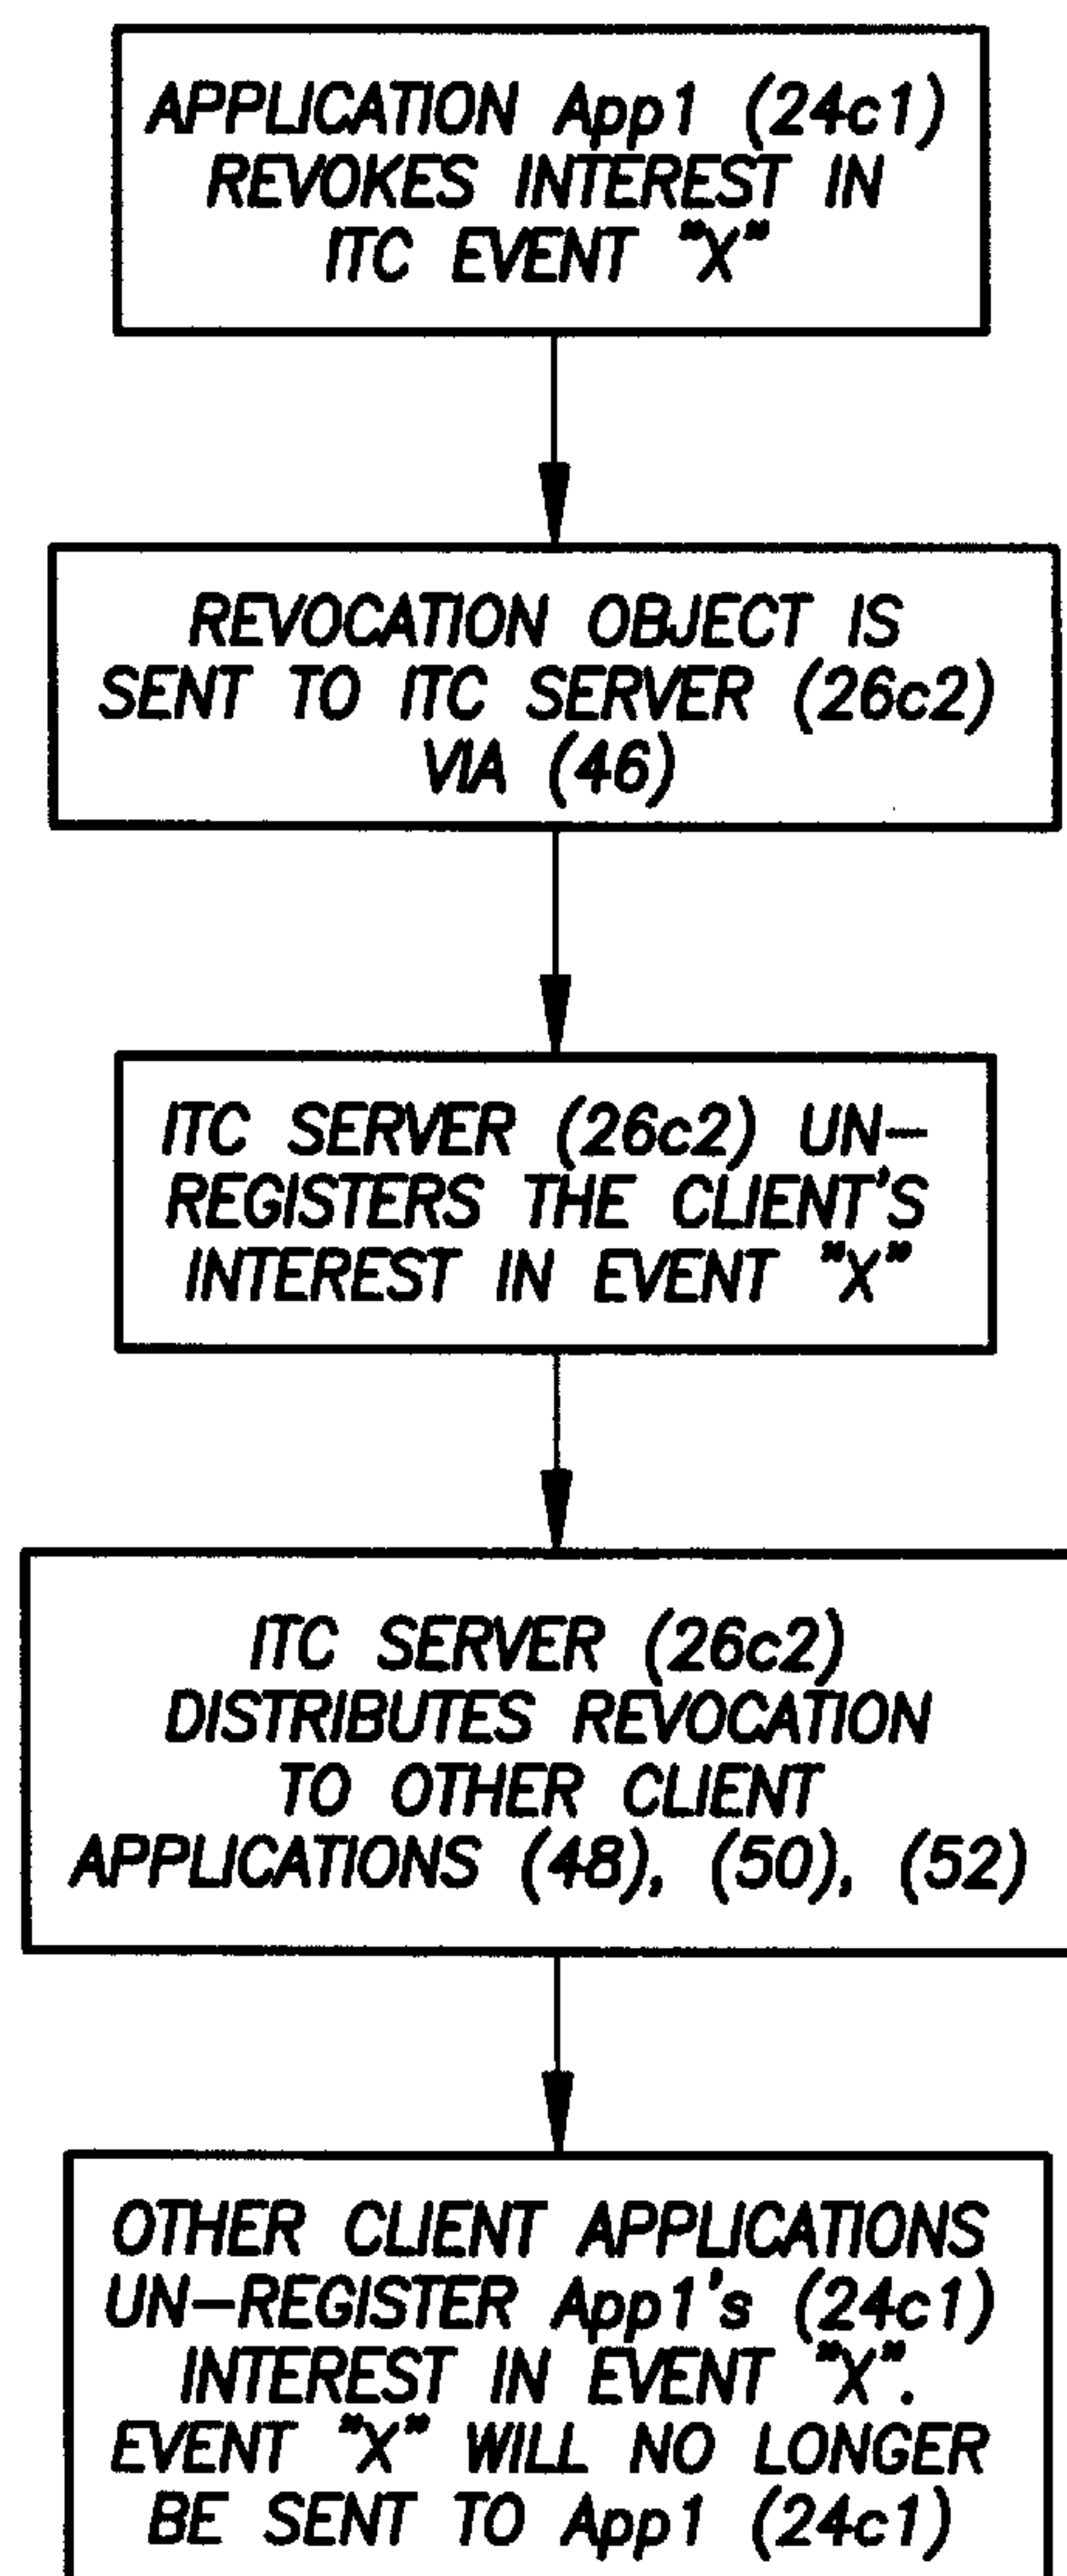 APPLICATION App1 (24c1)
REVOKES INTEREST IN
ITC EVENT "X"
REVOCATION OBJECT IS
SENT TO ITC SERVER (26c2)
VIA (46)
ITC SERVER (26c2) UN-
REGISTERS THE CLIENT'S
INTEREST IN EVENT "X"
ITC SERVER (26c2)
DISTRIBUTES REVOCATION
TO OTHER CLIENT
APPLICATIONS (48), (50), (52)
OTHER CLIENT APPLICATIONS
UN-REGISTER App1's (24c1)
INTEREST IN EVENT "X".
EVENT "X" WILL NO LONGER
BE SENT TO App1 (24c1)